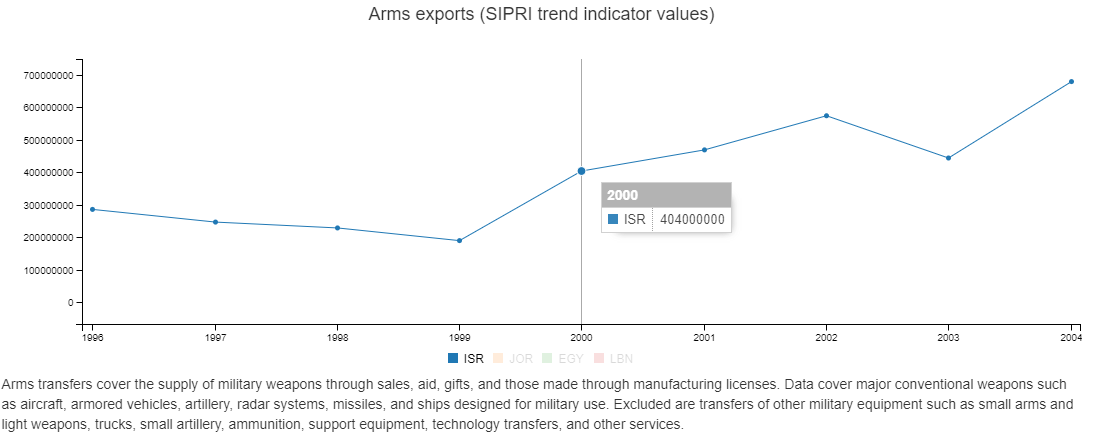 Arms exports (SIPRI trend indicator values)
700000000
600000000
500000000
400000000
300000000
200000000
100000000
0
2000
ISR 404000000
1996 1997 1998 1999 2000 2001 2002 2003 2004
ISR JOR EGY LBN
Arms transfers cover the supply of military weapons through sales, aid, gifts, and those made through manufacturing licenses. Data cover major conventional weapons such
as aircraft, armored vehicles, artillery, radar systems, missiles, and ships designed for military use. Excluded are transfers of other military equipment such as small arms and
light weapons, trucks, small artillery, ammunition, support equipment, technology transfers, and other services.